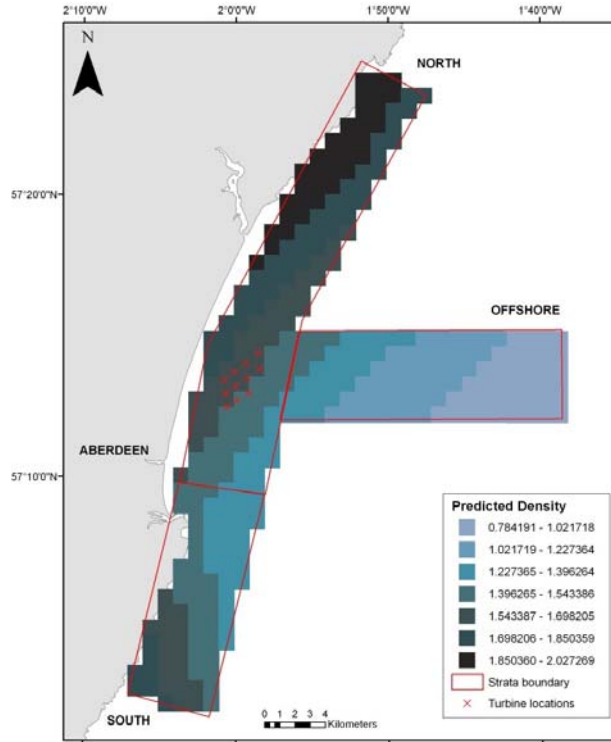 2°10'0"W
2°0'0"W
1°50'0"W
1°40'0"W
N
NORTH
57°20'0"N
OFFSHORE
ABERDEEN
57°10'0"N
Predicted Density
0.784191 - 1.021718
1.021719 - 1.227364
1.227365 - 1.396264
1.396265 - 1.543386
1.543387 - 1.698205
1.698206 - 1.850359
1.850360 - 2.027269
Strata boundary
Turbine locations
SOUTH
0 1 2 3 4
Kilometers